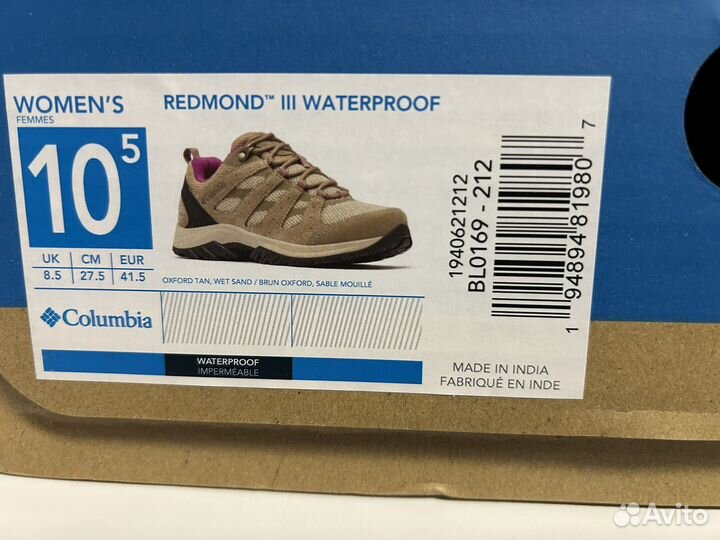 WOMEN'S
FEMMES
10⁵
UK CM EUR
8.5 27.5 41.5
REDMOND™ III WATERPROOF
OXFORD TAN, WET SAND / BRUN OXFORD, SABLE MOUILLÉ
Columbia
WATERPROOF
IMPERMÉABLE
1940621212
BL0169 - 212
1 94894 81980 7
MADE IN INDIA
FABRIQUÉ EN INDE
Avito